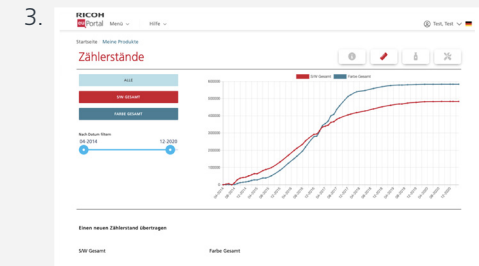 3.
RICOH
myPortal Menü Hilfe Test, Test
Startseite Meine Produkte
Zählerstände
ALLE
S/W GESAMT
FARBE GESAMT
Nach Datum filtern
04-2014 12-2020
S/W Gesamt Farbe Gesamt
600000
500000
400000
300000
200000
100000
0
Einen neuen Zählerstand übertragen
S/W Gesamt Farbe Gesamt